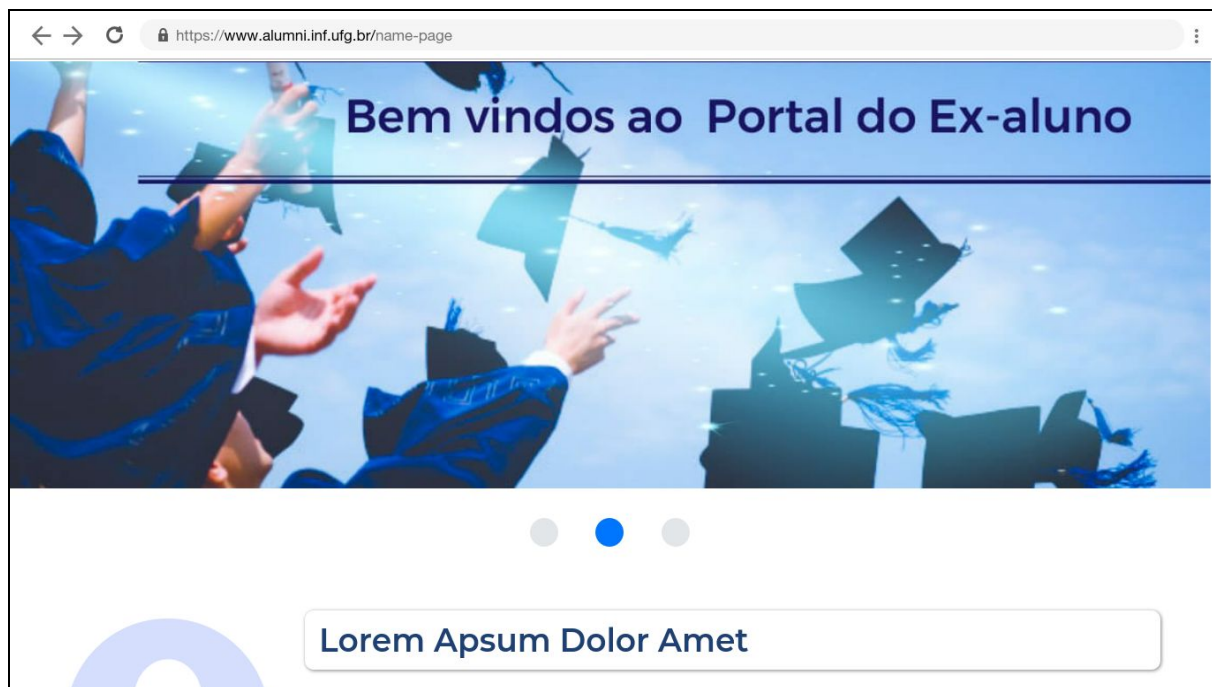 https://www.alumni.inf.ufg.br/name-page
Bem vindos ao Portal do Ex-aluno
Lorem Apsum Dolor Amet